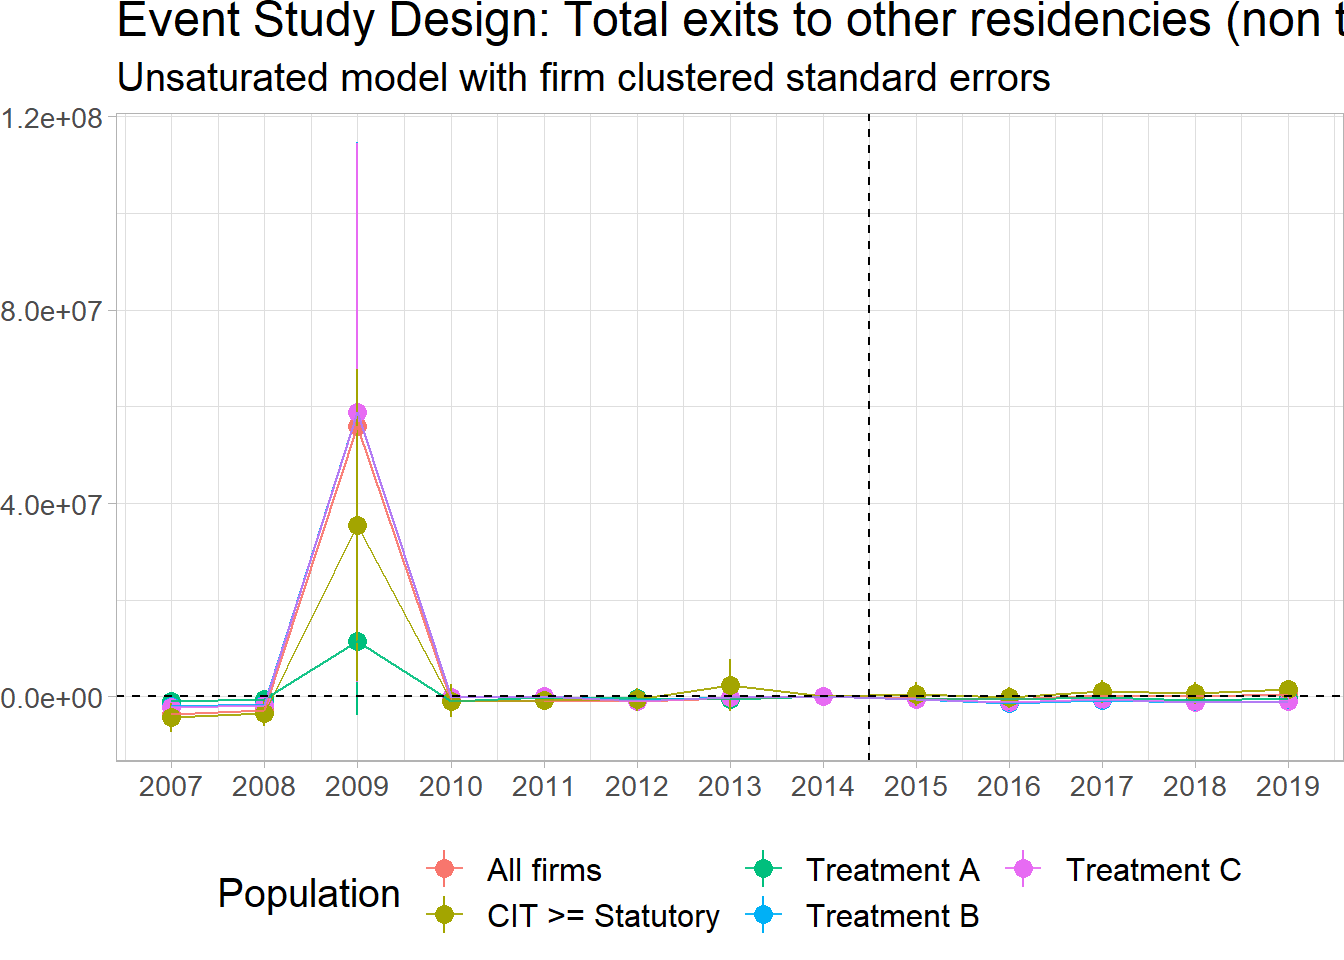 Event Study Design: Total exits to other residencies (non t
Unsaturated model with firm clustered standard errors
1.2e+08
8.0e+07
4.0e+07
0.0e+00
2007 2008 2009 2010 2011 2012 2013 2014 2015 2016 2017 2018 2019
Population
All firms
Treatment A
Treatment C
CIT >= Statutory
Treatment B